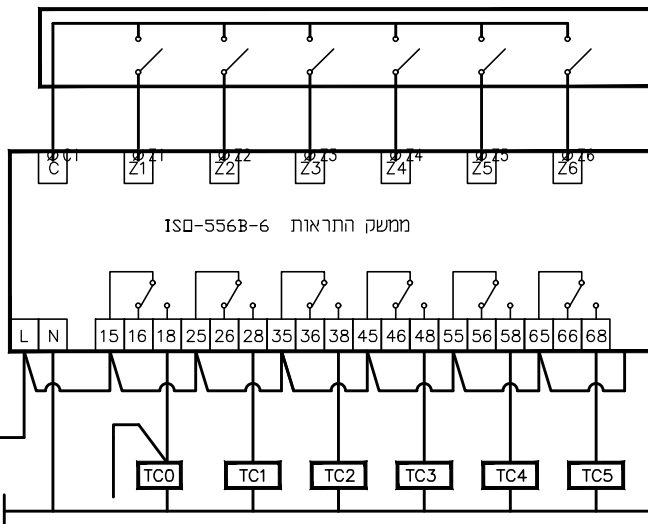 C1 Z1 Z2 Z3 Z4 Z5 Z6
C Z1 Z2 Z3 Z4 Z5 Z6
ממשק התראות ISO-556B-6
L N 15 16 18 25 26 28 35 36 38 45 46 48 55 56 58 65 66 68
TC0 TC1 TC2 TC3 TC4 TC5